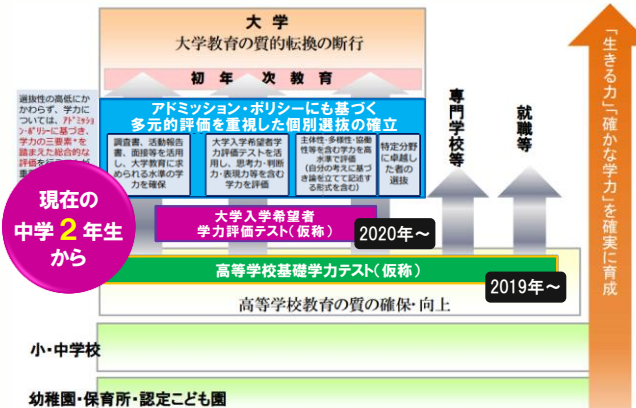 大 学
大学教育の質的転換の断行
初 年 次 教 育
選抜性の高低にか
かわらず、学力に
ついては、アドミッショ
ン・ポリシーに基づき、
学力の三要素*を
踏まえた総合的な
アドミッション・ポリシーにも基づく
多元的評価を重視した個別選抜の確立
調査書、活動報告
書、面接等を活用
し、大学教育に求
められる水準の学
力を確保
大学入学希望者学
力評価テストを活
用し、思考力・判断
力・表現力等を含む
学力を評価
主体性・多様性・協働
性等を含む学力を高
水準で評価
(自分の考えに基づ
き論を立てて記述す
る形式を含む)
特定分野
に卓越し
た者の
選抜
専門学校等
就職等
「生きる力」「確かな学力」を確実に育成
現在の
中学2年生
から
大学入学希望者
学力評価テスト(仮称)
2020年～
高等学校基礎学力テスト(仮称)
2019年～
高等学校教育の質の確保・向上
小・中学校
幼稚園・保育所・認定こども園